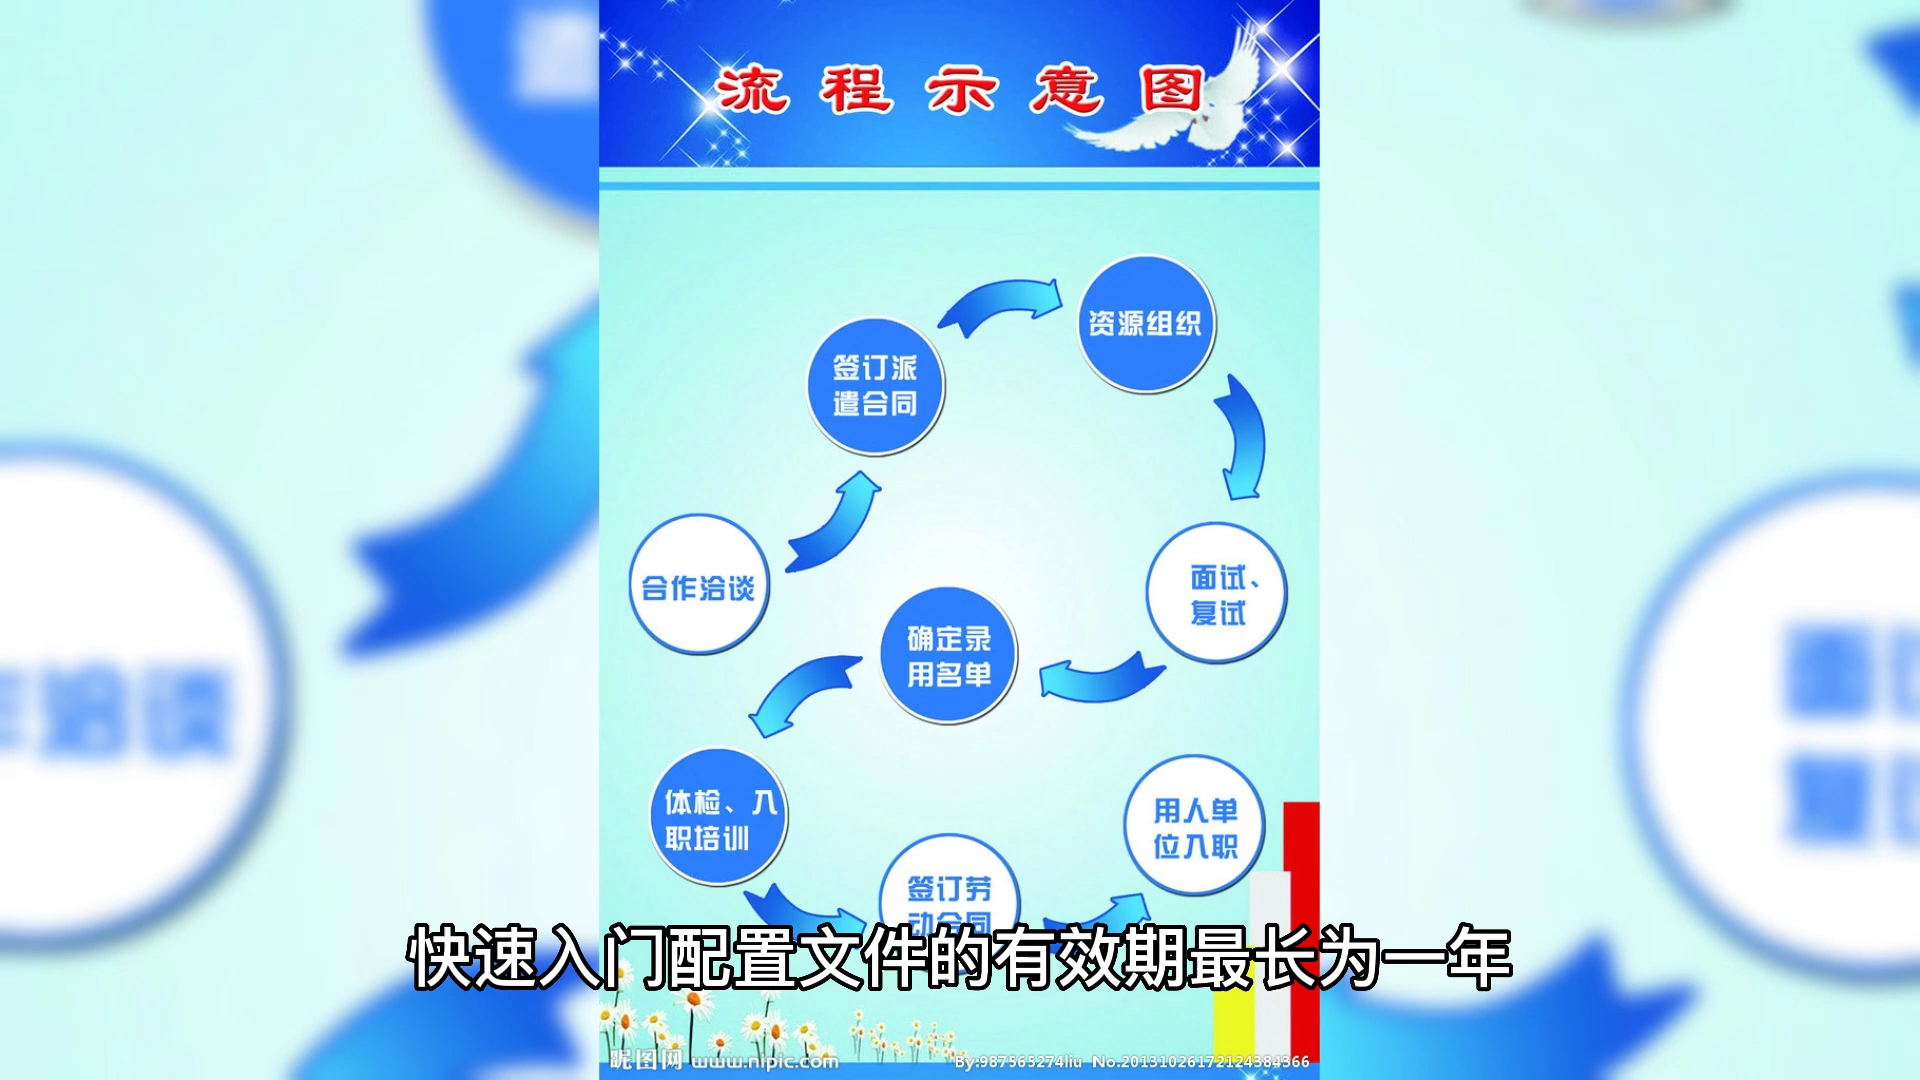 流程示意图
资源组织
签订派
遣合同
合作洽谈
面试、
复试
确定录
用名单
体检、入
职培训
用人单
位入职
签订劳
动合同
快速入门配置文件的有效期最长为一年
昵图网 www.nipic.com
By:987565274liu No.20131026172124384366